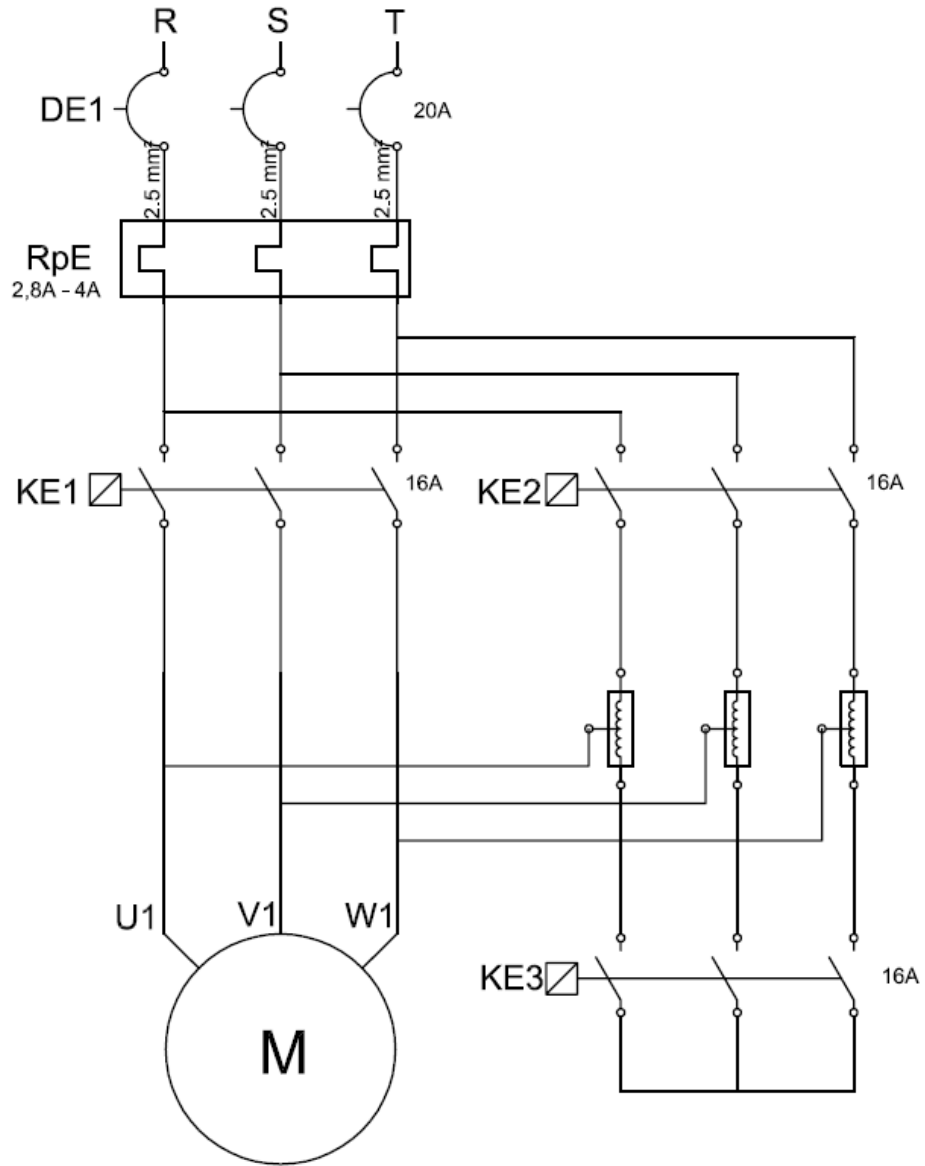 R S T
DE1
20A
2.5 mm²
2.5 mm²
2.5 mm²
RpE
2,8A - 4A
KE1
16A
KE2
16A
U1
V1
W1
KE3
16A
M